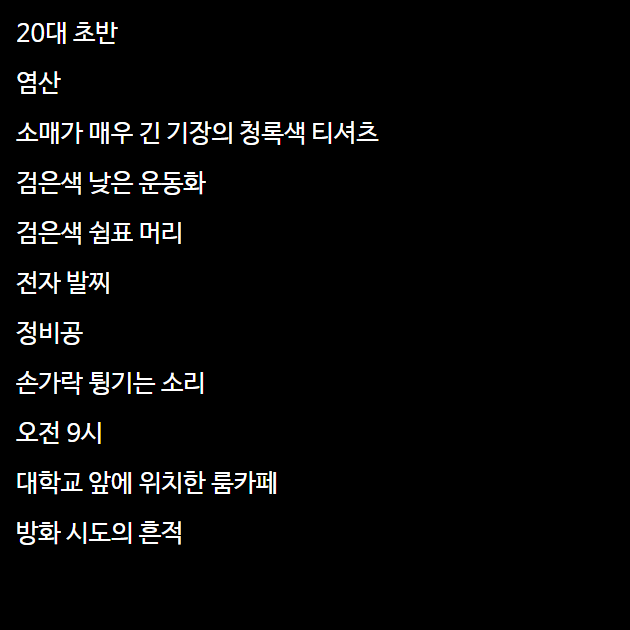 20대 초반
염산
소매가 매우 긴 기장의 청록색 티셔츠
검은색 낮은 운동화
검은색 쉼표 머리
전자 발찌
정비공
손가락 튕기는 소리
오전 9시
대학교 앞에 위치한 룸카페
방화 시도의 흔적